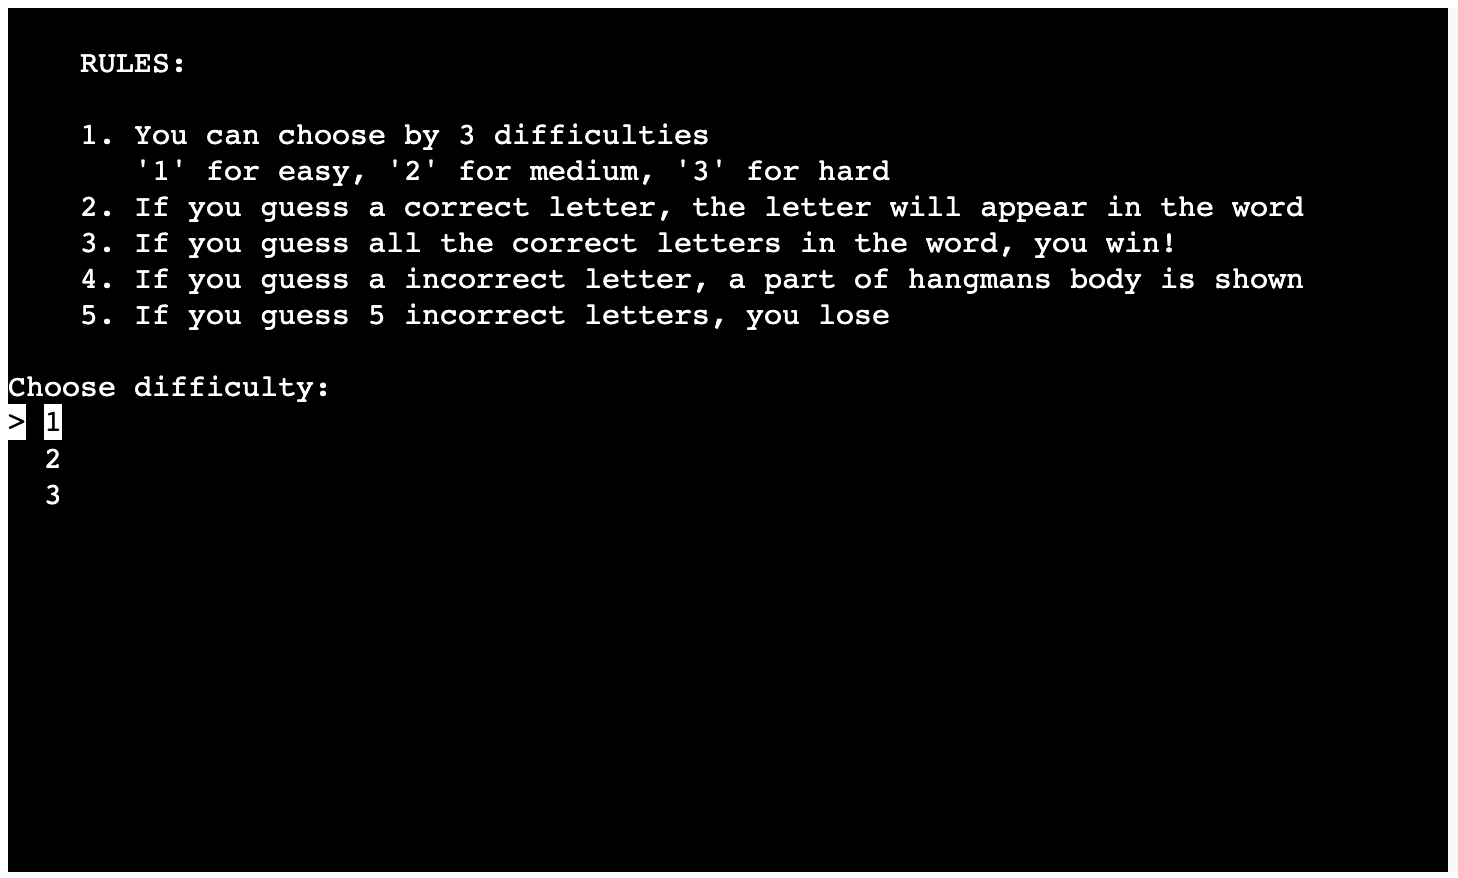 RULES:
1. You can choose by 3 difficulties
'1' for easy, '2' for medium, '3' for hard
2. If you guess a correct letter, the letter will appear in the word
3. If you guess all the correct letters in the word, you win!
4. If you guess a incorrect letter, a part of hangmans body is shown
5. If you guess 5 incorrect letters, you lose
Choose difficulty:
> 1
2
3